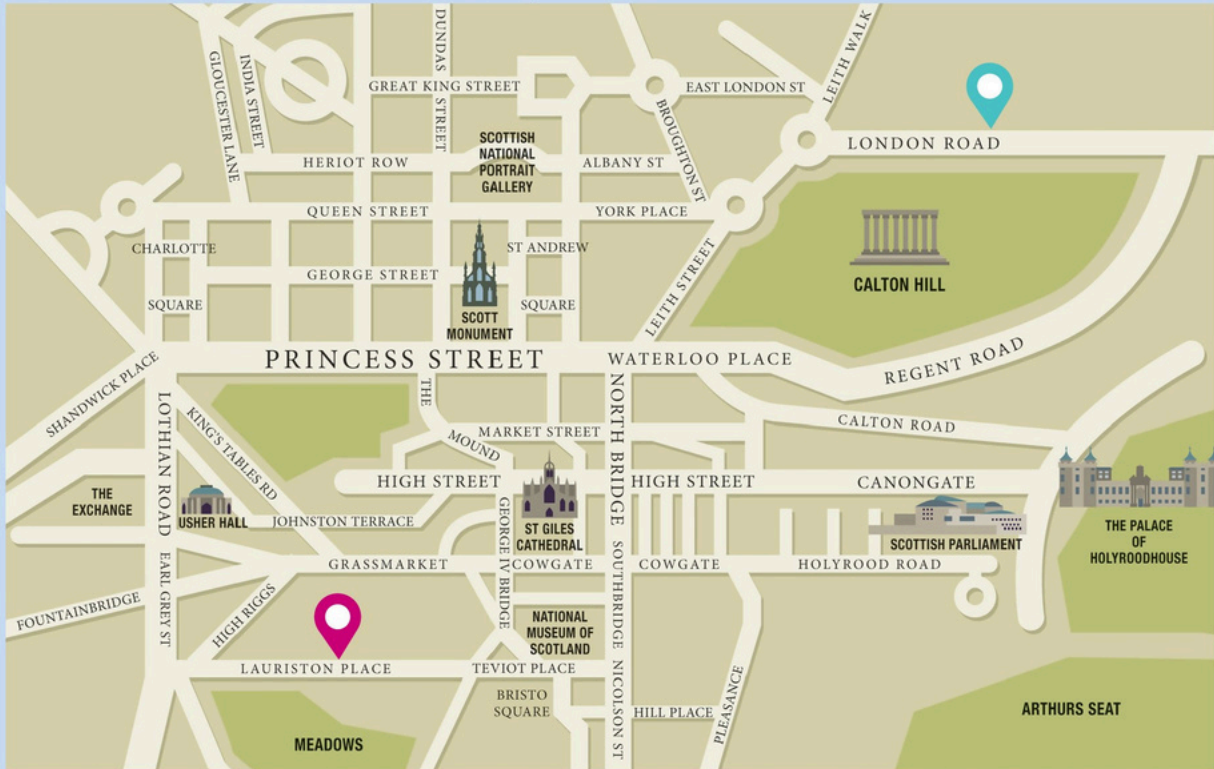 GLOUCESTER LANE
INDIA STREET
DUNDAS STREET
GREAT KING STREET
EAST LONDON ST
LEITH WALK
BROUGHTON ST
LONDON ROAD
HERIOT ROW
SCOTTISH
NATIONAL
PORTRAIT
GALLERY
ALBANY ST
QUEEN STREET
YORK PLACE
CHARLOTTE
SQUARE
GEORGE STREET
ST ANDREW
SQUARE
SCOTT
MONUMENT
LEITH STREET
CALTON HILL
SHANDWICK PLACE
PRINCESS STREET
WATERLOO PLACE
REGENT ROAD
LOTHIAN ROAD
KING'S TABLES RD
THE
MOUND
MARKET STREET
NORTH BRIDGE
CALTON ROAD
HIGH STREET
HIGH STREET
CANONGATE
THE
EXCHANGE
USHER HALL
JOHNSTON TERRACE
GEORGE IV BRIDGE
ST GILES
CATHEDRAL
SCOTTISH PARLIAMENT
THE PALACE
OF
HOLYROODHOUSE
GRASSMARKET
COWGATE
COWGATE
HOLYROOD ROAD
FOUNTAINBRIDGE
EARL GREY ST
HIGH RIGGS
SOUTHBRIDGE
NATIONAL
MUSEUM OF
SCOTLAND
LAURISTON PLACE
TEVIOT PLACE
NICOLSON ST
BRISTO
SQUARE
HILL PLACE
PLEASANCE
MEADOWS
ARTHURS SEAT